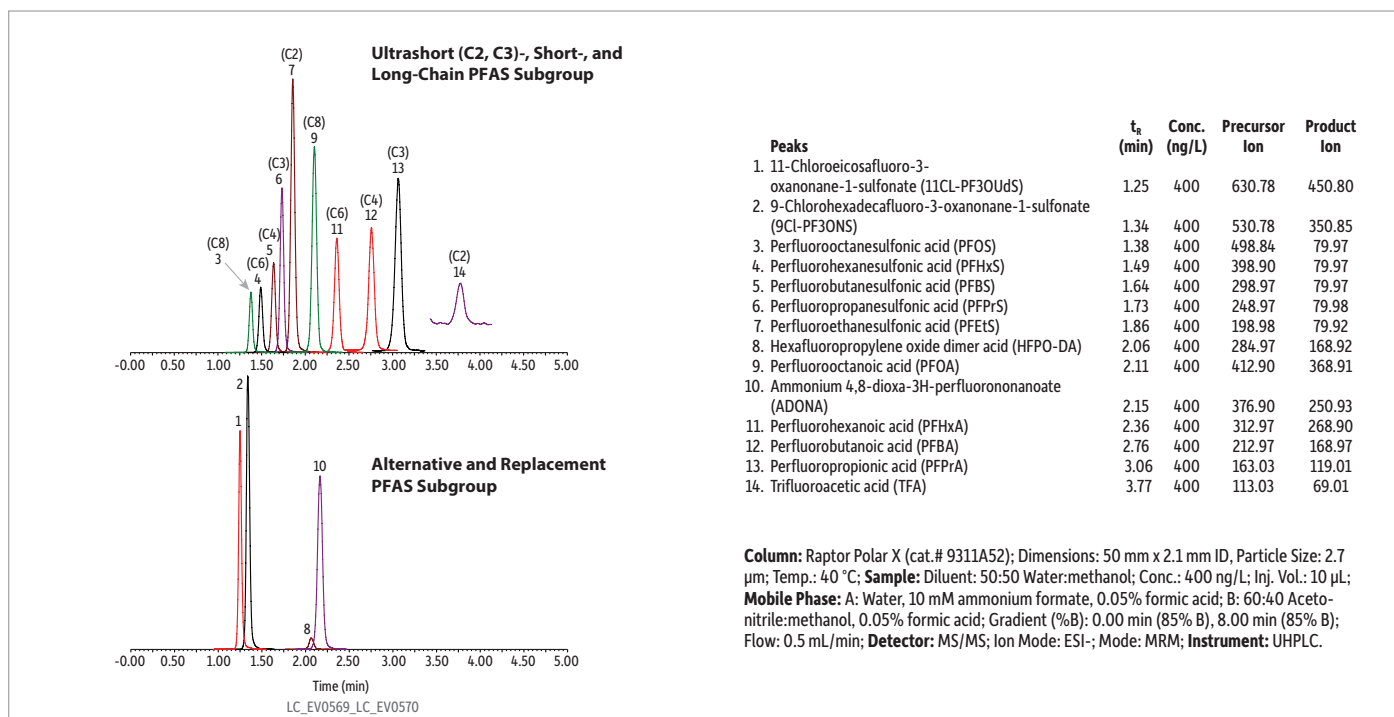 Ultrashort (C2, C3)-, Short-, and
Long-Chain PFAS Subgroup
(C2)
7
(C8)
9
(C3)
6
(C3)
13
(C4)
12
(C6)
11
(C4)
5
(C8)
3
(C6)
4
(C2)
14
-0.00 0.50 1.00 1.50 2.00 2.50 3.00 3.50 4.00 4.50 5.00
2
1
10
8
Alternative and Replacement
PFAS Subgroup
-0.00 0.50 1.00 1.50 2.00 2.50 3.00 3.50 4.00 4.50 5.00
Time (min)
LC_EV0569_LC_EV0570
tR Conc. Precursor Product
Peaks (min) (ng/L) Ion Ion
1. 11-Chloroeicosafluoro-3-
oxanonane-1-sulfonate (11CL-PF3OUdS) 1.25 400 630.78 450.80
2. 9-Chlorohexadecafluoro-3-oxanonane-1-sulfonate
(9Cl-PF3ONS) 1.34 400 530.78 350.85
3. Perfluorooctanesulfonic acid (PFOS) 1.38 400 498.84 79.97
4. Perfluorohexanesulfonic acid (PFHxS) 1.49 400 398.90 79.97
5. Perfluorobutanesulfonic acid (PFBS) 1.64 400 298.97 79.97
6. Perfluoropropanesulfonic acid (PFPrS) 1.73 400 248.97 79.98
7. Perfluoroethanesulfonic acid (PFEtS) 1.86 400 198.98 79.92
8. Hexafluoropropylene oxide dimer acid (HFPO-DA) 2.06 400 284.97 168.92
9. Perfluorooctanoic acid (PFOA) 2.11 400 412.90 368.91
10. Ammonium 4,8-dioxa-3H-perfluorononanoate
(ADONA) 2.15 400 376.90 250.93
11. Perfluorohexanoic acid (PFHxA) 2.36 400 312.97 268.90
12. Perfluorobutanoic acid (PFBA) 2.76 400 212.97 168.97
13. Perfluoropropionic acid (PFPrA) 3.06 400 163.03 119.01
14. Trifluoroacetic acid (TFA) 3.77 400 113.03 69.01
Column: Raptor Polar X (cat.# 9311A52); Dimensions: 50 mm x 2.1 mm ID, Particle Size: 2.7
µm; Temp.: 40 °C; Sample: Diluent: 50:50 Water:methanol; Conc.: 400 ng/L; Inj. Vol.: 10 µL;
Mobile Phase: A: Water, 10 mM ammonium formate, 0.05% formic acid; B: 60:40 Aceto-
nitrile:methanol, 0.05% formic acid; Gradient (%B): 0.00 min (85% B), 8.00 min (85% B);
Flow: 0.5 mL/min; Detector: MS/MS; Ion Mode: ESI-; Mode: MRM; Instrument: UHPLC.